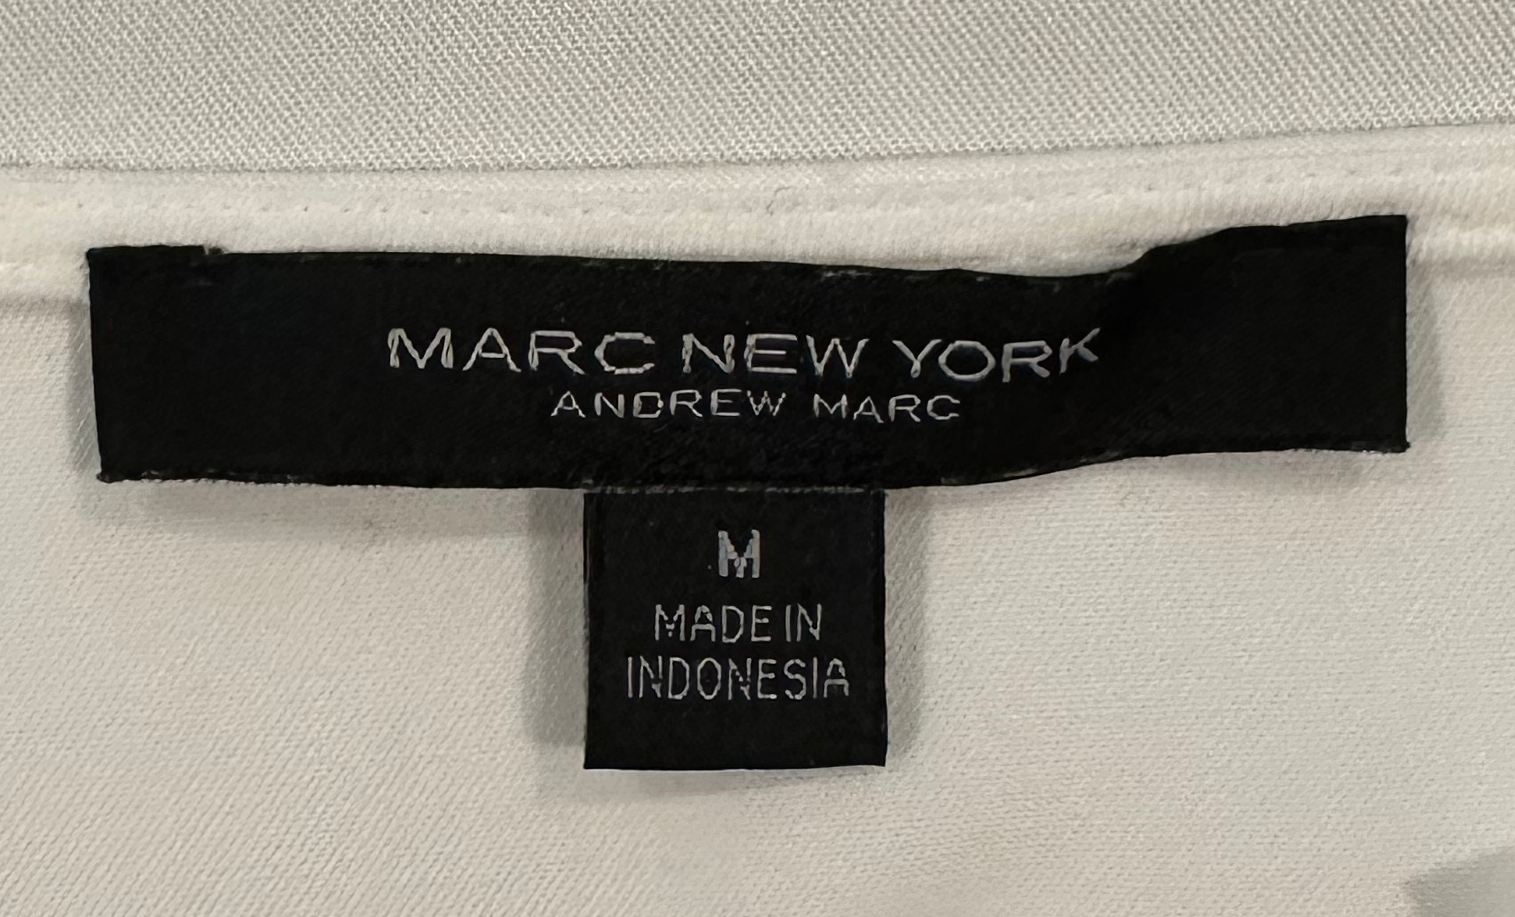 MARC NEW YORK
ANDREW MARC
M
MADE IN
INDONESIA